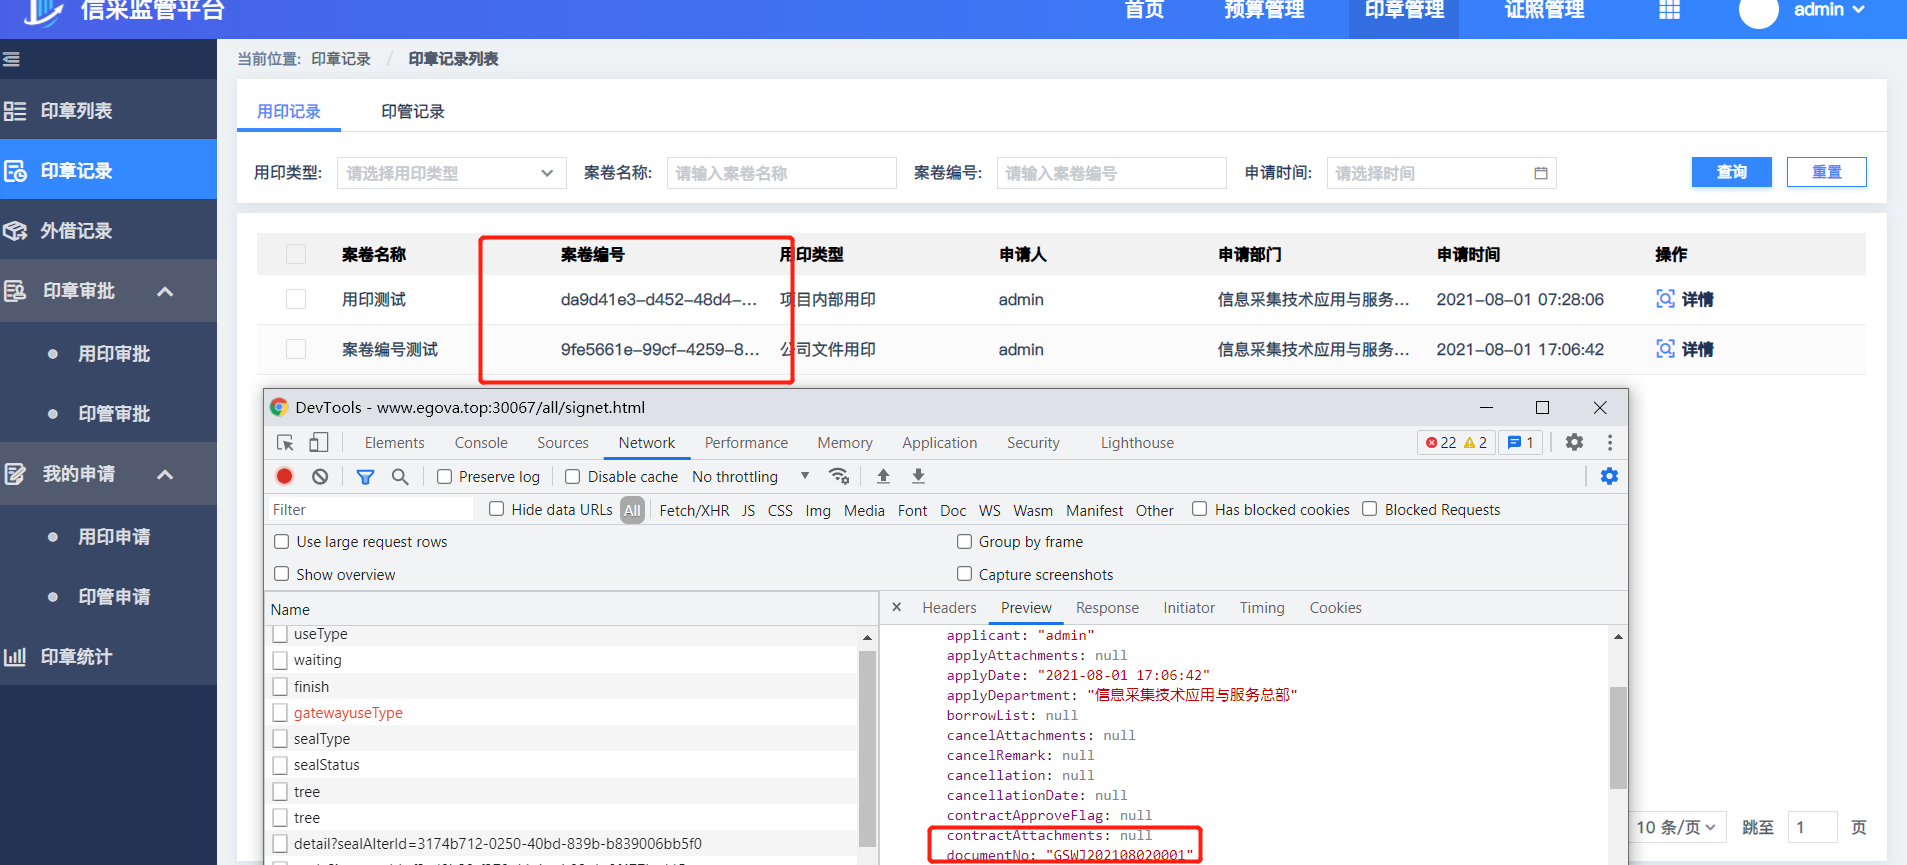 信采监管平台
首页 预算管理 印章管理 证照管理 admin
当前位置: 印章记录 / 印章记录列表
印章列表
印章记录
外借记录
印章审批
用印审批
印管审批
我的申请
用印申请
印管申请
印章统计
用印记录 印管记录
用印类型: 请选择用印类型 案卷名称: 请输入案卷名称 案卷编号: 请输入案卷编号 申请时间: 请选择时间 查询 重置
案卷名称 案卷编号 用印类型 申请人 申请部门 申请时间 操作
用印测试 da9d41e3-d452-48d4-... 项目内部用印 admin 信息采集技术应用与服务... 2021-08-01 07:28:06 详情
案卷编号测试 9fe5661e-99cf-4259-8... 公司文件用印 admin 信息采集技术应用与服务... 2021-08-01 17:06:42 详情
DevTools - www.egova.top:30067/all/signet.html
Elements Console Sources Network Performance Memory Application Security Lighthouse 22 2 1
Preserve log Disable cache No throttling
Filter Hide data URLs All Fetch/XHR JS CSS Img Media Font Doc WS Wasm Manifest Other Has blocked cookies Blocked Requests
Use large request rows Group by frame
Show overview Capture screenshots
Name
useType
waiting
finish
gatewayuseType
sealType
sealStatus
tree
tree
detail?sealAlterId=3174b712-0250-40bd-839b-b839006bb5f0
× Headers Preview Response Initiator Timing Cookies
applicant: "admin"
applyAttachments: null
applyDate: "2021-08-01 17:06:42"
applyDepartment: "信息采集技术应用与服务总部"
borrowList: null
cancelAttachments: null
cancelRemark: null
cancellation: null
cancellationDate: null
contractApproveFlag: null
contractAttachments: null
documentNo: "GSWJ202108020001"
10 条/页 跳至 1 页